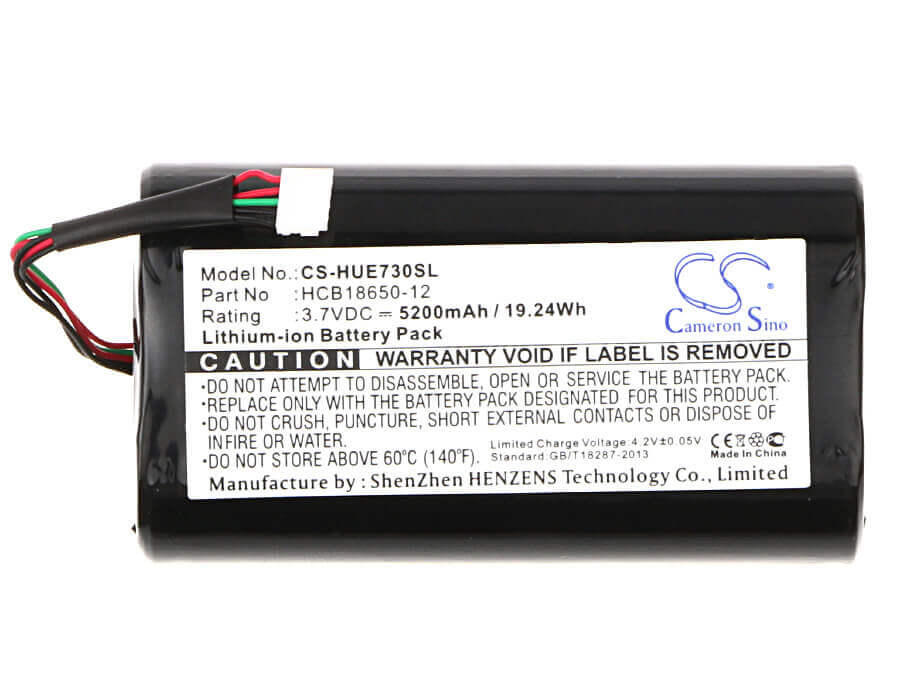 Model No.: CS-HUE730SL
Part No : HCB18650-12
Rating : 3.7VDC ⎓ 5200mAh / 19.24Wh
Lithium-ion Battery Pack
CS
Cameron Sino
CAUTION WARRANTY VOID IF LABEL IS REMOVED
•DO NOT ATTEMPT TO DISASSEMBLE, OPEN OR SERVICE THE BATTERY PACK.
•REPLACE ONLY WITH THE BATTERY PACK DESIGNATED FOR THIS PRODUCT.
•DO NOT CRUSH, PUNCTURE, SHORT EXTERNAL CONTACTS OR DISPOSE OF
INFIRE OR WATER.
•DO NOT STORE ABOVE 60°C (140°F).
Limited Charge Voltage:4.2V±0.05V
Standard:GB/T18287-2013
CE
Made In China
Manufacture by : ShenZhen HENZENS Technology Co., Limited